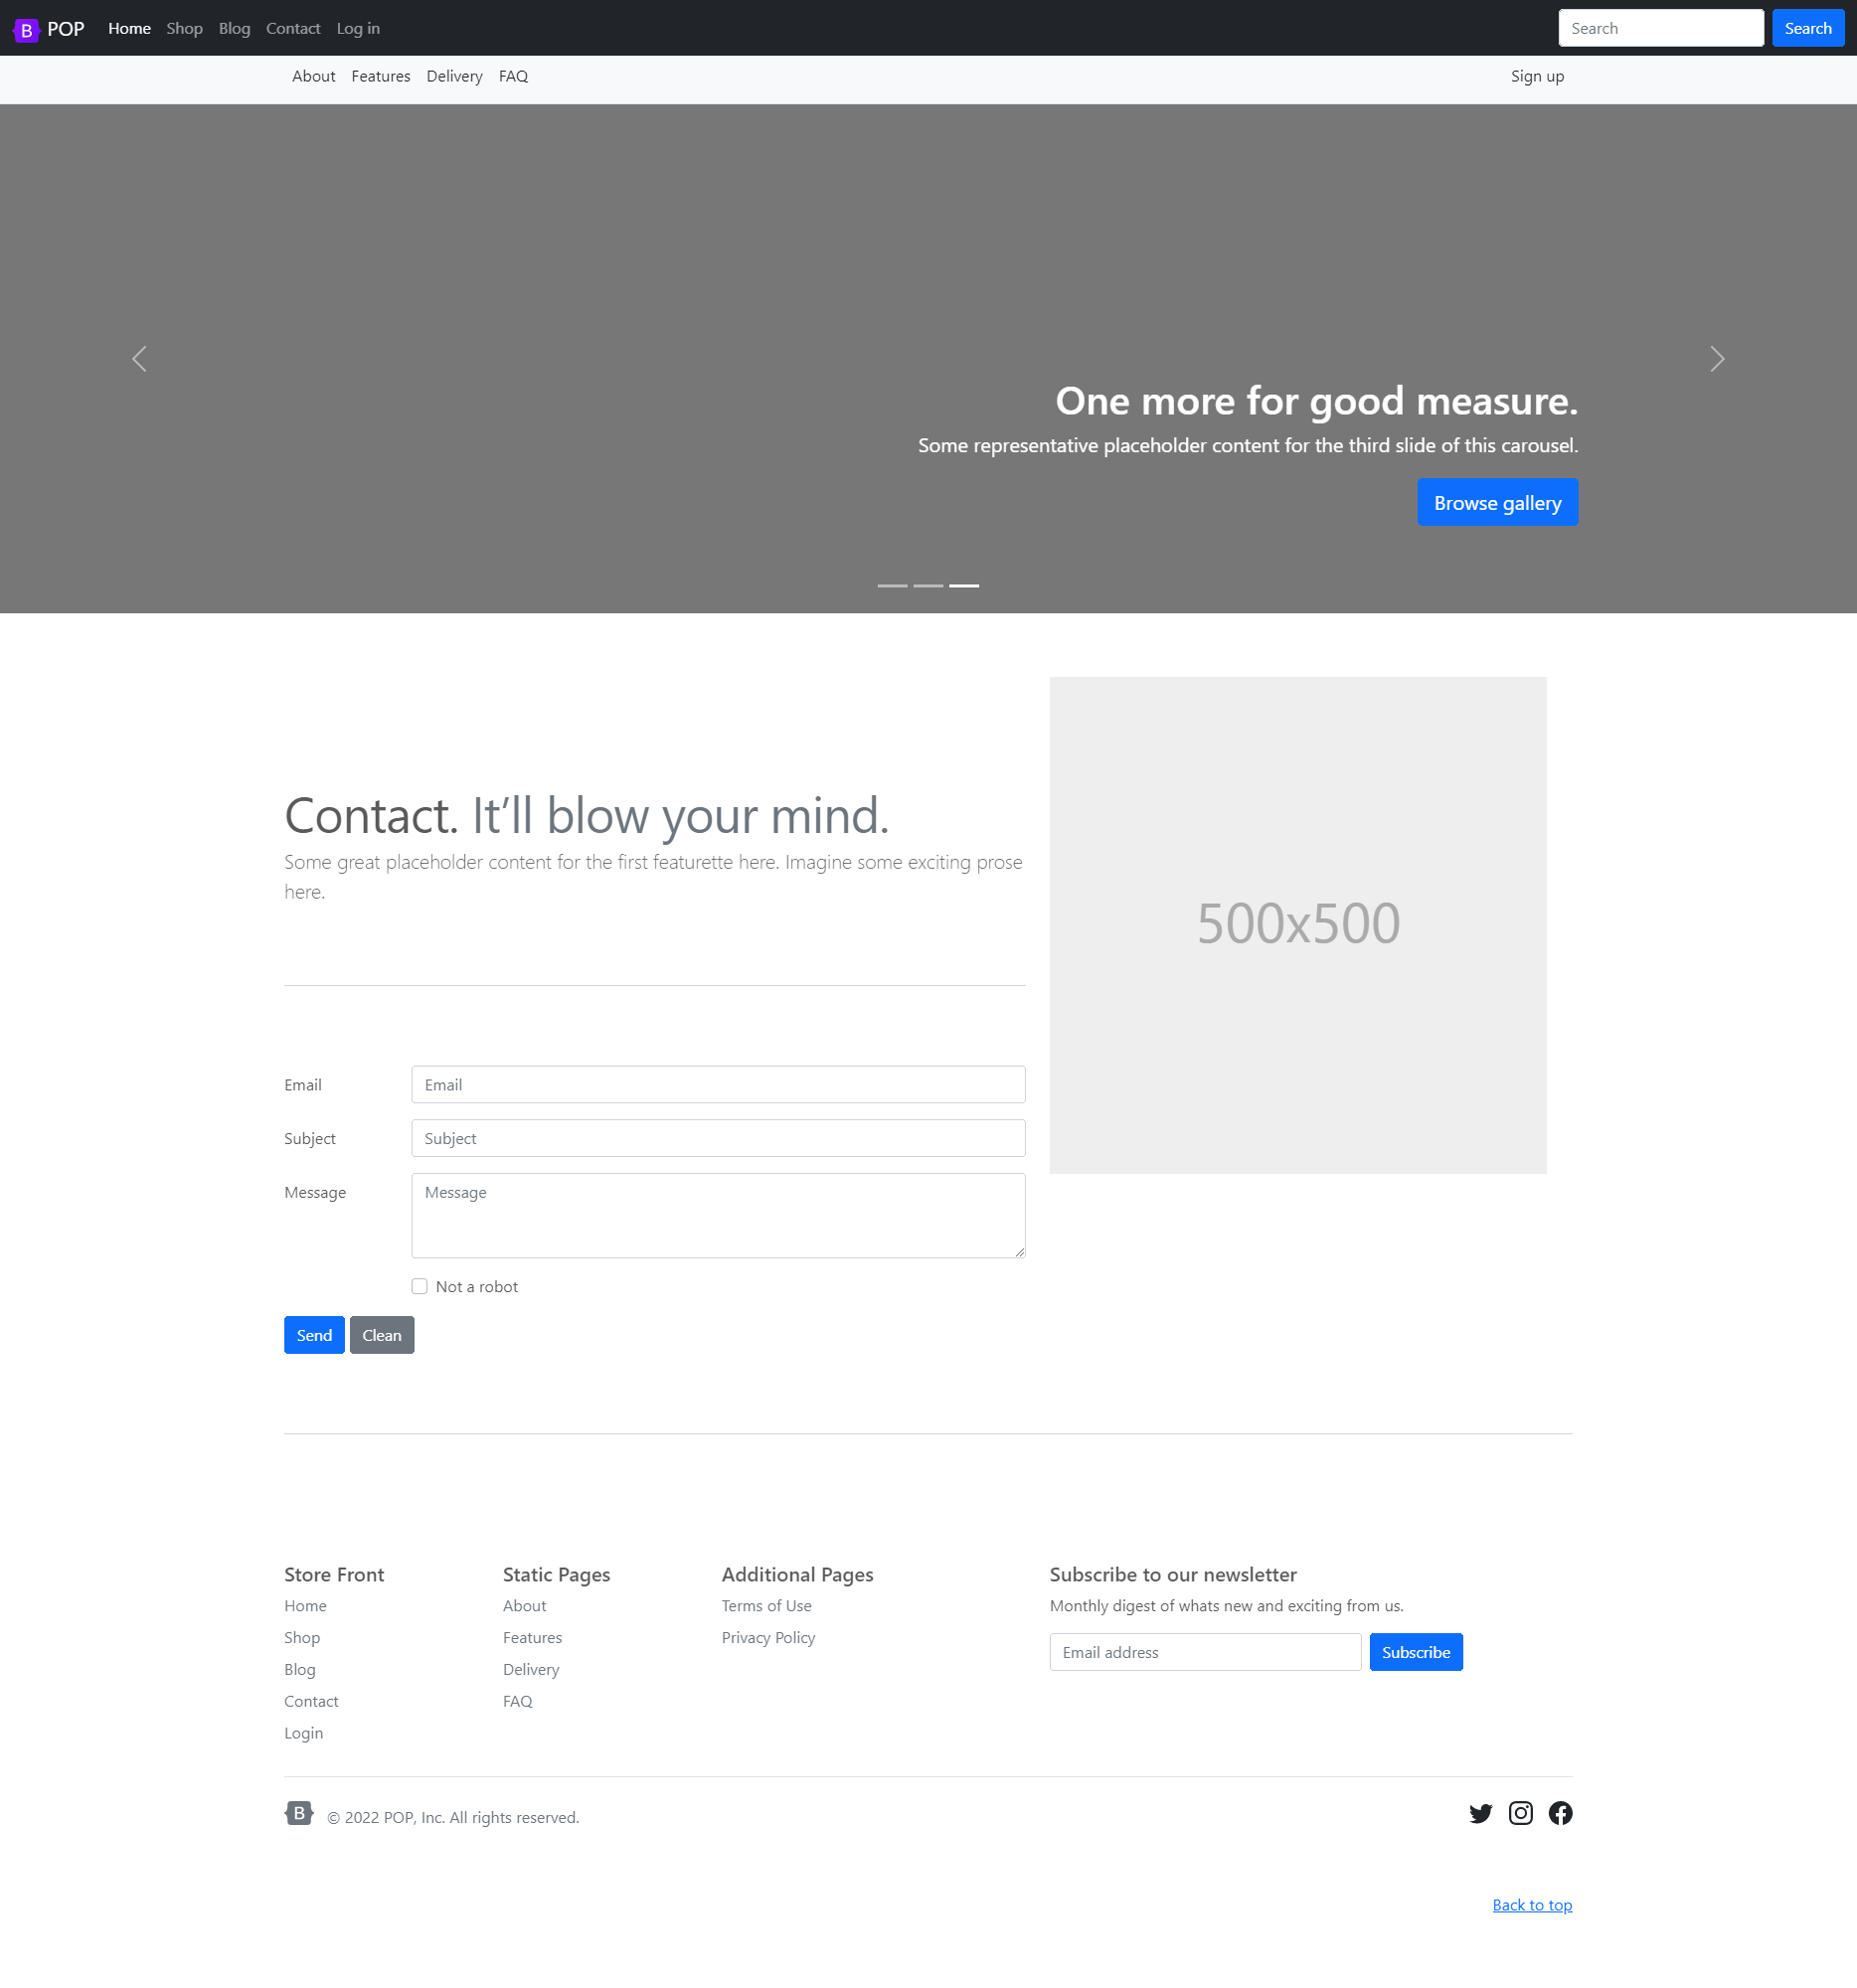 B POP Home Shop Blog Contact Log in Search Search
About Features Delivery FAQ Sign up
One more for good measure.
Some representative placeholder content for the third slide of this carousel.
Browse gallery
Contact. It’ll blow your mind.
Some great placeholder content for the first featurette here. Imagine some exciting prose
here.
500x500
Email Email
Subject Subject
Message Message
Not a robot
Send Clean
Store Front
Home
Shop
Blog
Contact
Login
Static Pages
About
Features
Delivery
FAQ
Additional Pages
Terms of Use
Privacy Policy
Subscribe to our newsletter
Monthly digest of whats new and exciting from us.
Email address Subscribe
B © 2022 POP, Inc. All rights reserved.
Back to top